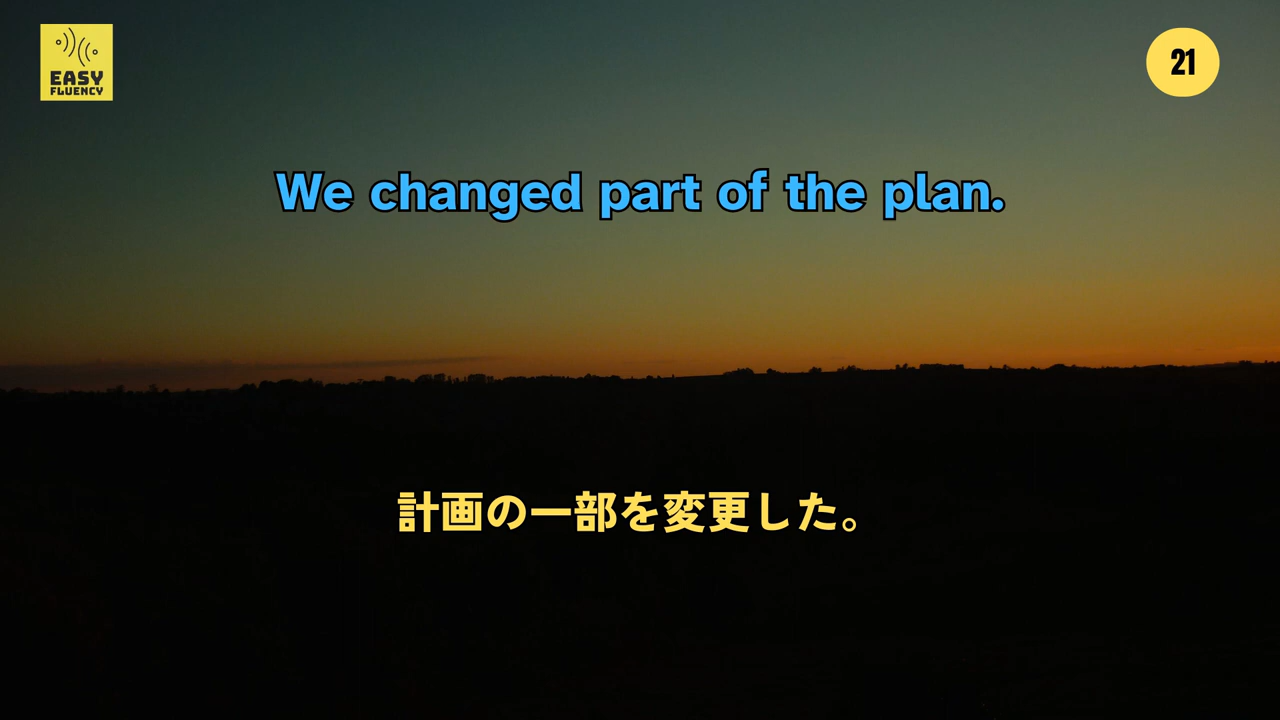 EASY
FLUENCY
21
We changed part of the plan.
計画の一部を変更した。